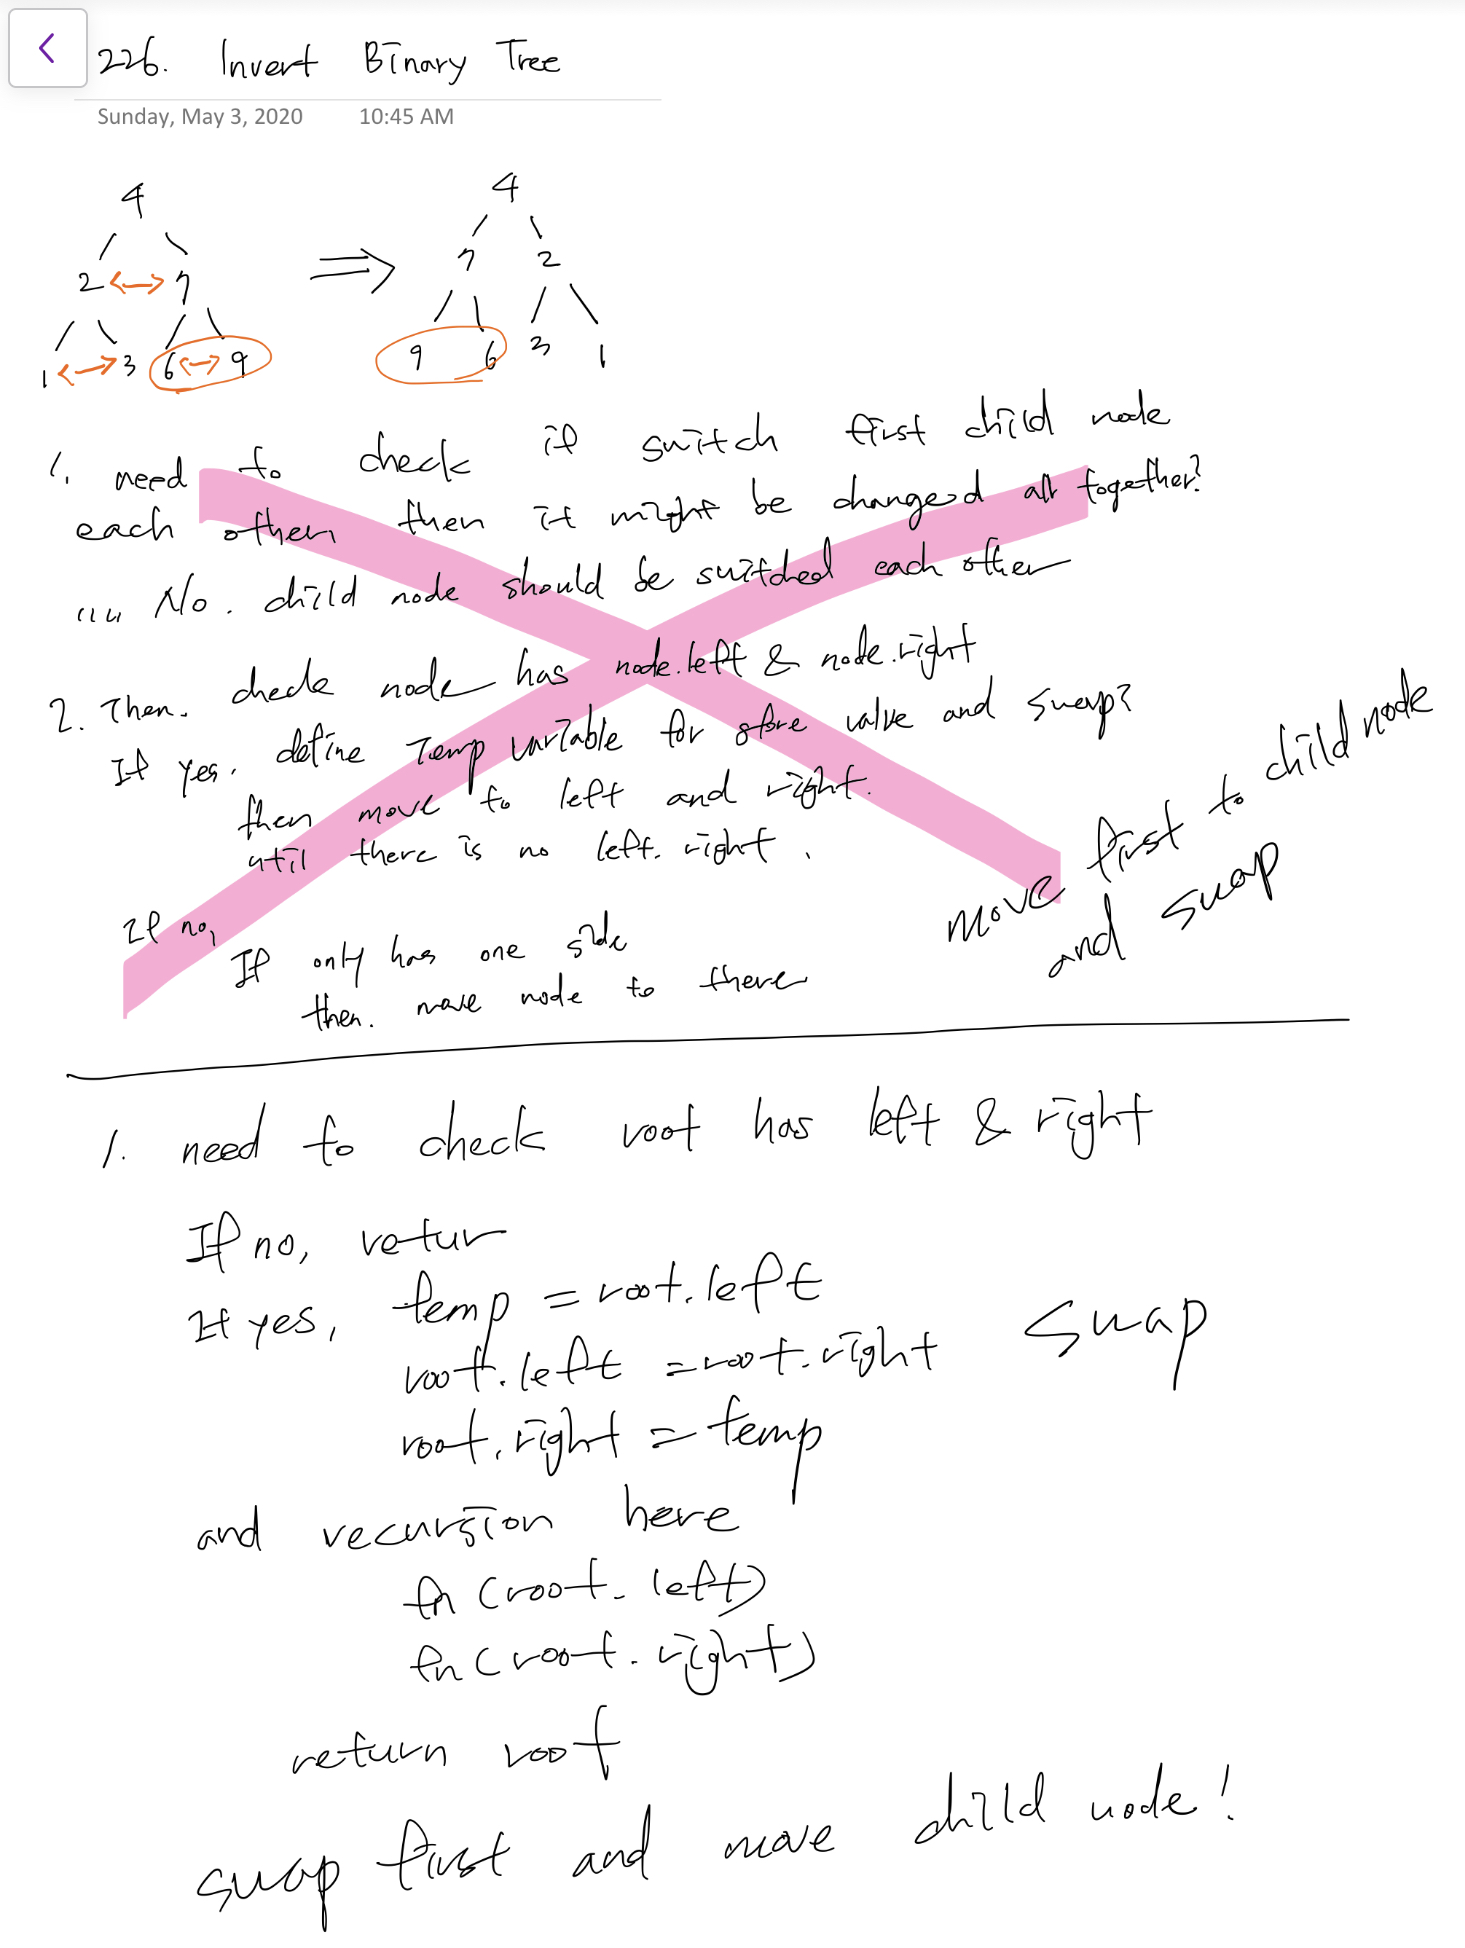 226. Invert Binary Tree
Sunday, May 3, 2020 10:45 AM
4 4
2 7 7 2
1 3 6 9 9 6 3 1
1. need to check if switch first child node
each other then it might be changed all together?
No. child node should be switched each other
2. Then. check node has node.left & node.right
If yes, define Temp variable for store value and swap?
then move to left and right.
until there is no left. right.
If no,
If only has one side
then. move node to there
move first to child node
and swap
1. need to check root has left & right
If no, retur
If yes, temp = root.left
root.left = root.right swap
root.right = temp
and recursion here
fn (root.left)
fn (root.right)
return root
swap first and move child node!